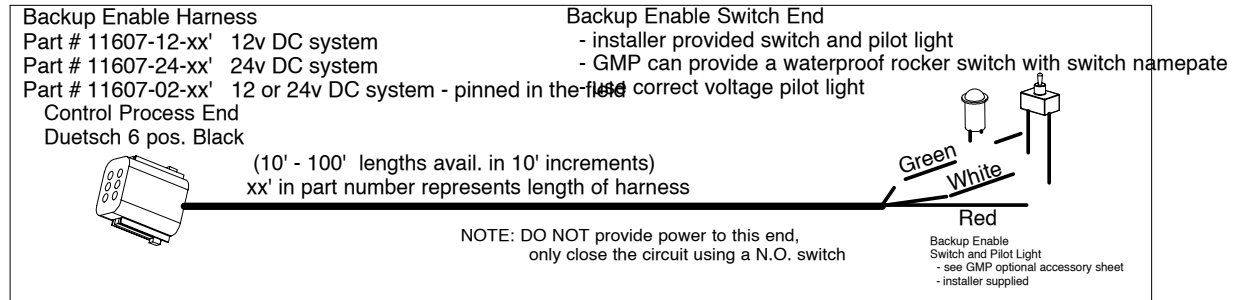 Backup Enable Harness
Part # 11607-12-xx'   12v DC system
Part # 11607-24-xx'   24v DC system
Part # 11607-02-xx'   12 or 24v DC system - pinned in the field
Control Process End
Duetsch 6 pos. Black
(10' - 100'  lengths avail. in 10' increments)
xx' in part number represents length of harness
NOTE: DO NOT provide power to this end,
only close the circuit using a N.O. switch
Backup Enable Switch End
- installer provided switch and pilot light
- GMP can provide a waterproof rocker switch with switch namepate
- use correct voltage pilot light
Green
White
Red
Backup Enable
Switch and Pilot Light
- see GMP optional accessory sheet
- installer supplied